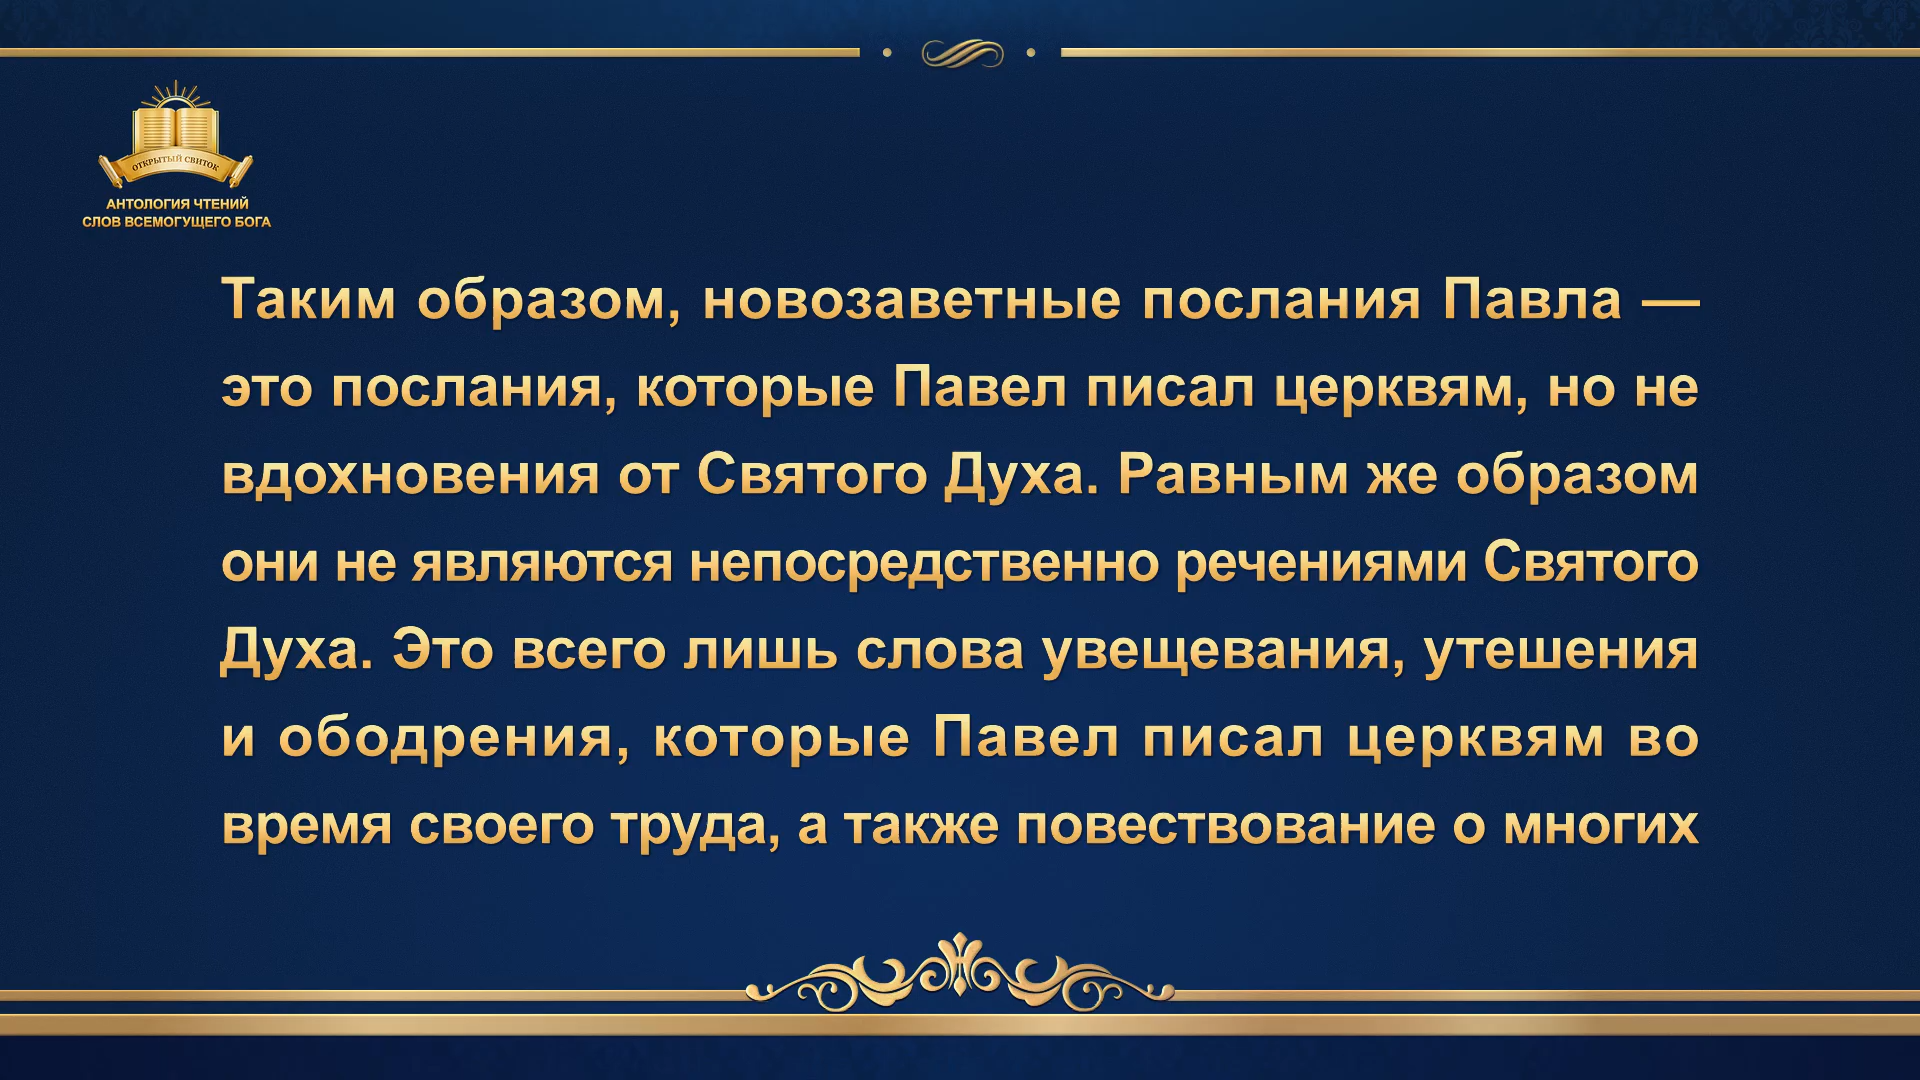 ОТКРЫТЫЙ СВИТОК
АНТОЛОГИЯ ЧТЕНИЙ
СЛОВ ВСЕМОГУЩЕГО БОГА
Таким образом, новозаветные послания Павла —
это послания, которые Павел писал церквям, но не
вдохновения от Святого Духа. Равным же образом
они не являются непосредственно речениями Святого
Духа. Это всего лишь слова увещевания, утешения
и ободрения, которые Павел писал церквям во
время своего труда, а также повествование о многих